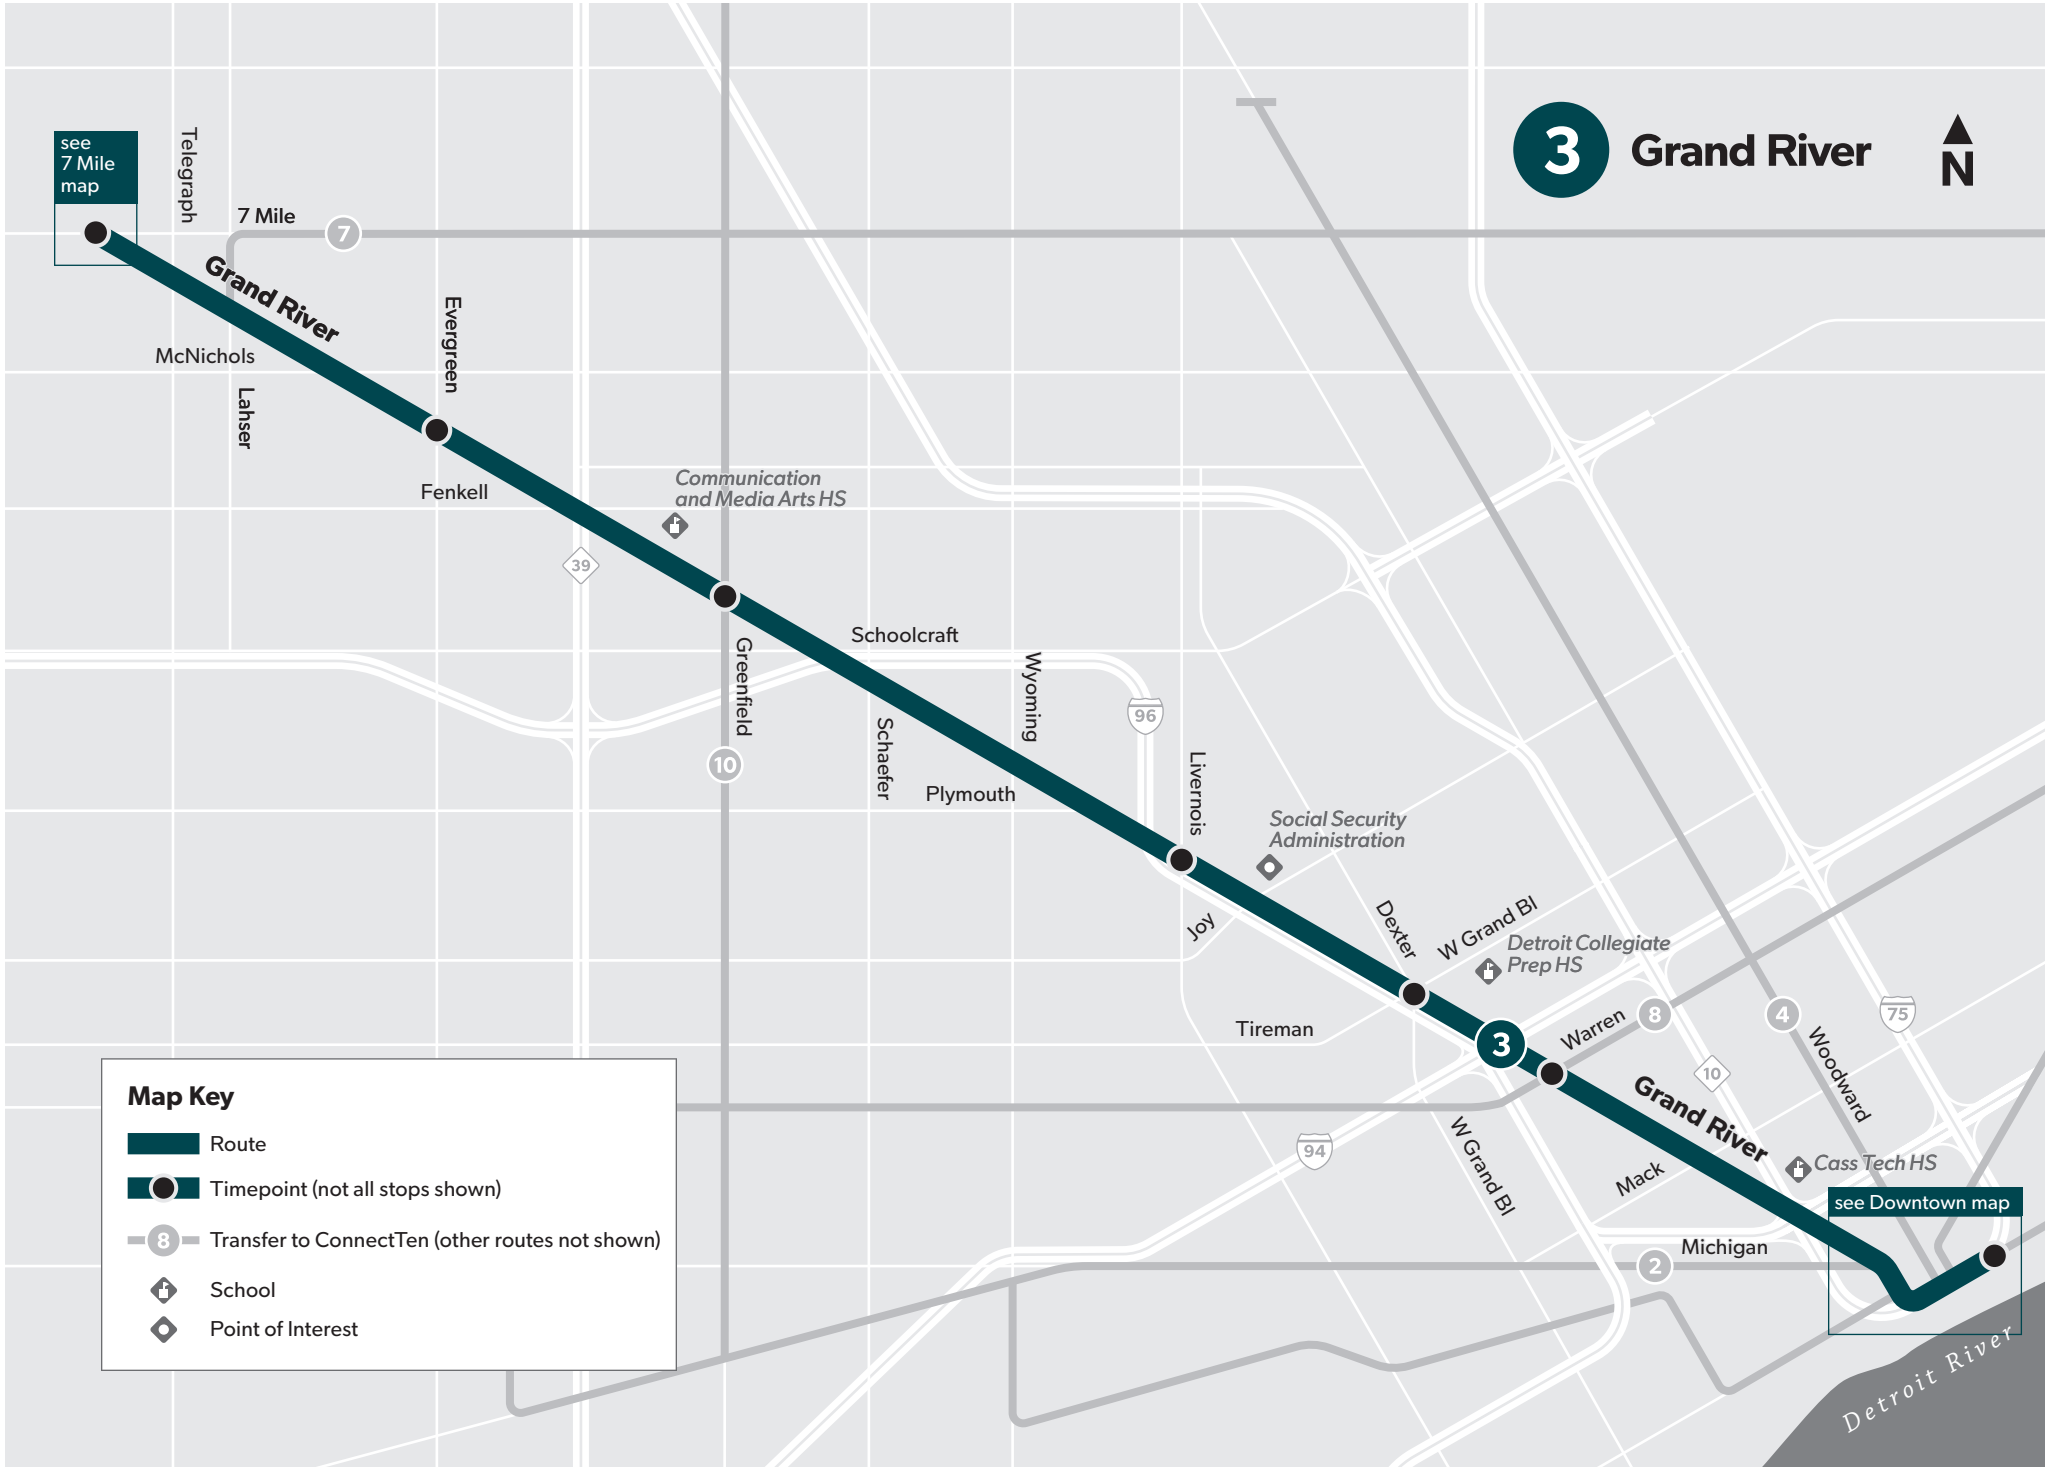 see
7 Mile
map
Telegraph
7 Mile
7
3
Grand River
N
Grand River
Evergreen
McNichols
Lahser
Fenkell
Communication
and Media Arts HS
39
Schoolcraft
Greenfield
Wyoming
96
10
Schaefer
Plymouth
Livernois
Social Security
Administration
Joy
Dexter
W Grand Bl
Detroit Collegiate
Prep HS
Tireman
3
Warren
8
4
75
Woodward
10
Grand River
94
W Grand Bl
Mack
Cass Tech HS
see Downtown map
Michigan
2
Detroit River
Map Key
Route
Timepoint (not all stops shown)
8
Transfer to ConnectTen (other routes not shown)
School
Point of Interest